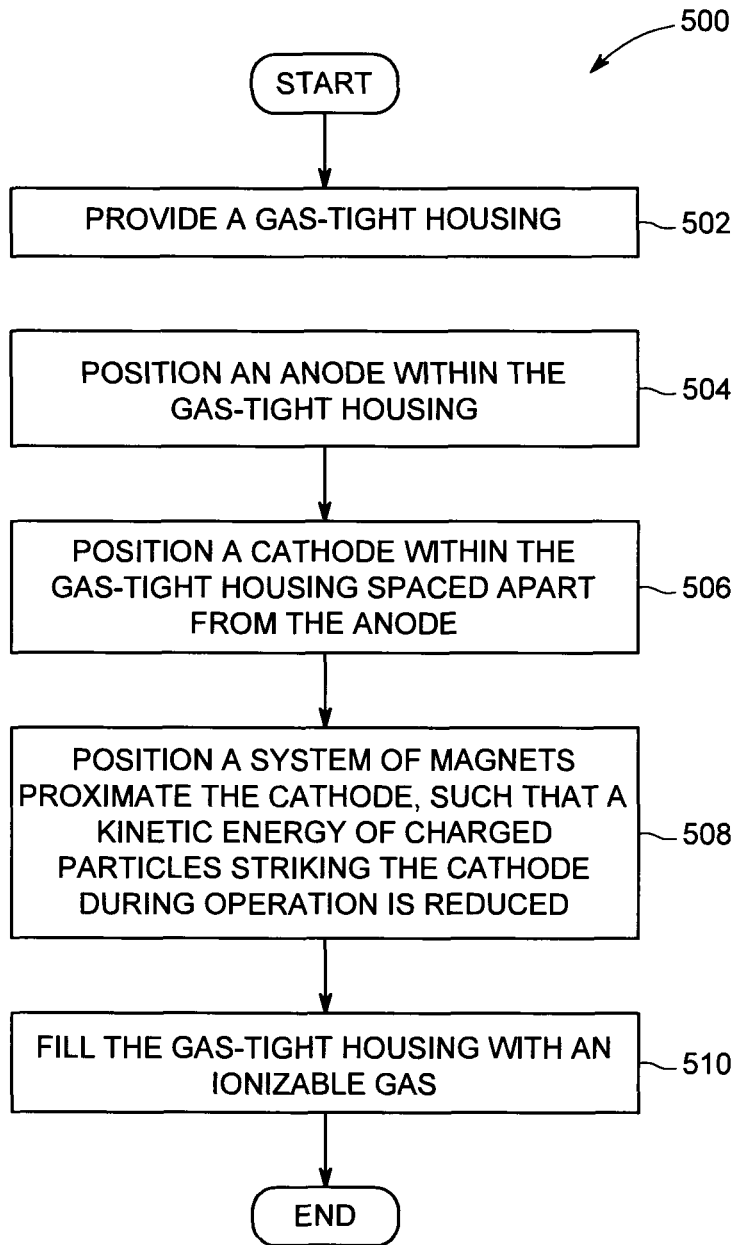 500
START
PROVIDE A GAS-TIGHT HOUSING
502
POSITION AN ANODE WITHIN THE
GAS-TIGHT HOUSING
504
POSITION A CATHODE WITHIN THE
GAS-TIGHT HOUSING SPACED APART
FROM THE ANODE
506
POSITION A SYSTEM OF MAGNETS
PROXIMATE THE CATHODE, SUCH THAT A
KINETIC ENERGY OF CHARGED
PARTICLES STRIKING THE CATHODE
DURING OPERATION IS REDUCED
508
FILL THE GAS-TIGHT HOUSING WITH AN
IONIZABLE GAS
510
END